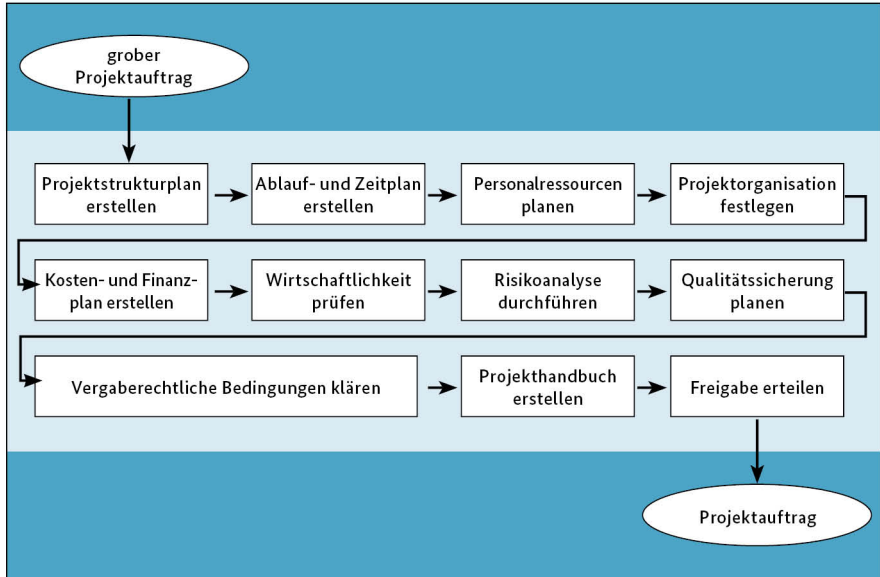 grober
Projektauftrag
Projektstrukturplan
erstellen
Ablauf- und Zeitplan
erstellen
Personalressourcen
planen
Projektorganisation
festlegen
Kosten- und Finanz-
plan erstellen
Wirtschaftlichkeit
prüfen
Risikoanalyse
durchführen
Qualitätssicherung
planen
Vergaberechtliche Bedingungen klären
Projekthandbuch
erstellen
Freigabe erteilen
Projektauftrag